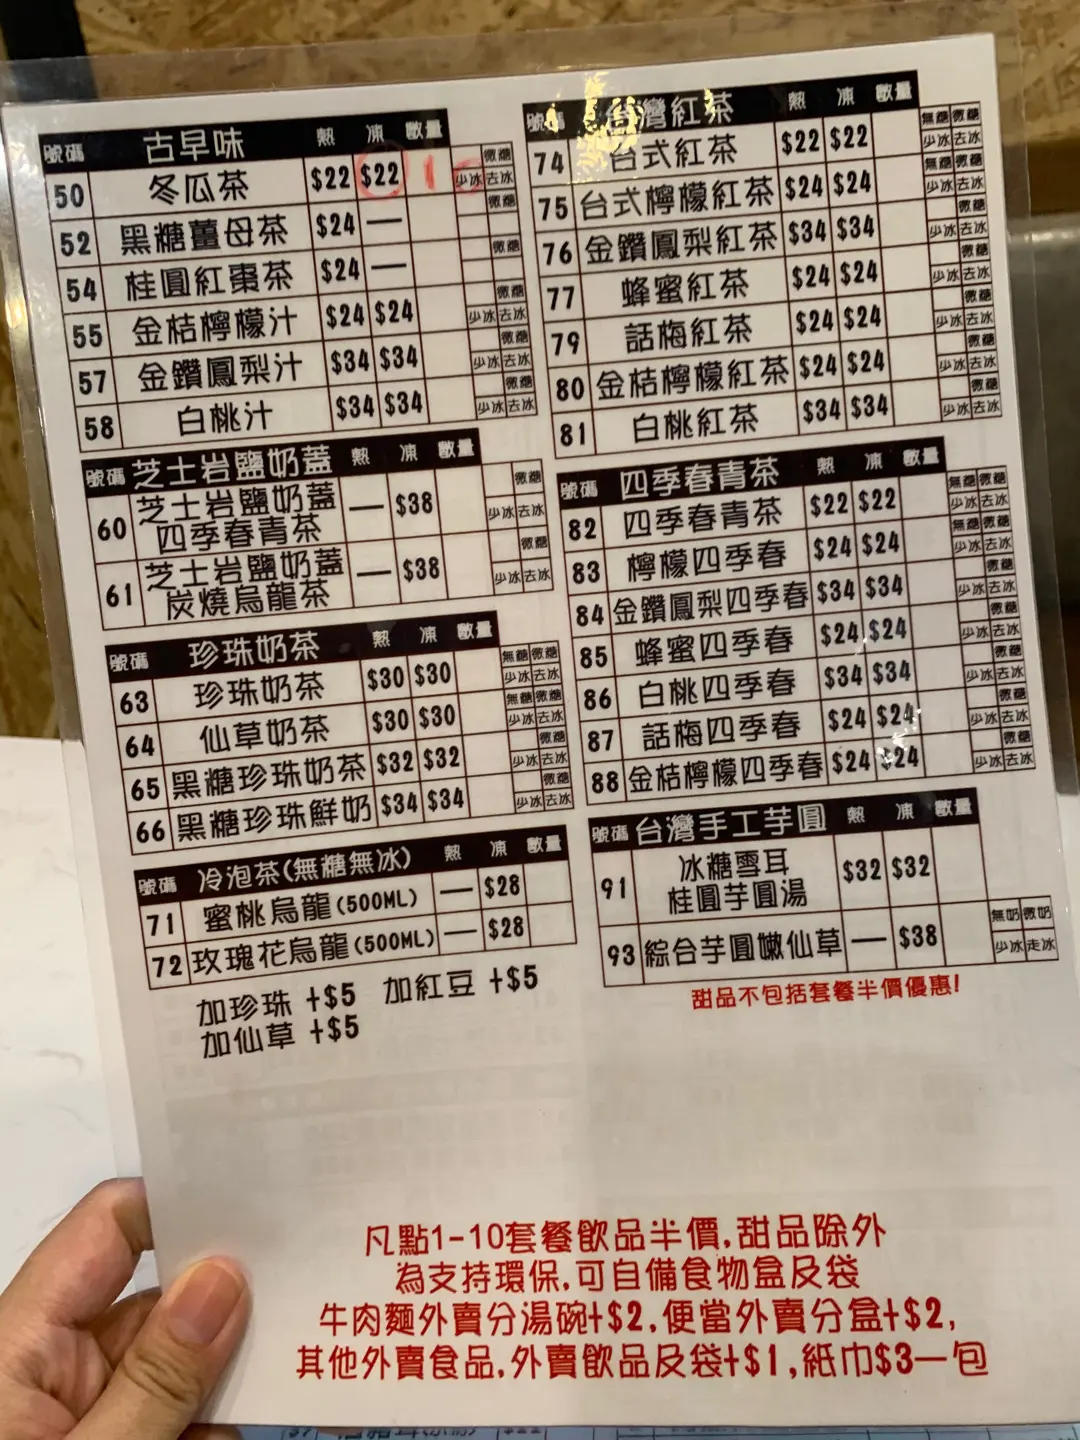 號碼 古早味 熱 凍 數量
50 冬瓜茶 $22 $22 1 微糖 少冰 去冰
52 黑糖薑母茶 $24 — 微糖
54 桂圓紅棗茶 $24 — 微糖
55 金桔檸檬汁 $24 $24 微糖 少冰 去冰
57 金鑽鳳梨汁 $34 $34 微糖 少冰 去冰
58 白桃汁 $34 $34 微糖 少冰 去冰
號碼 芝士岩鹽奶蓋 熱 凍 數量
60 芝士岩鹽奶蓋
四季春青茶 — $38 微糖 少冰 去冰
61 芝士岩鹽奶蓋
炭燒烏龍茶 — $38 微糖 少冰 去冰
號碼 珍珠奶茶 熱 凍 數量
63 珍珠奶茶 $30 $30 無糖 微糖 少冰 去冰
64 仙草奶茶 $30 $30 無糖 微糖 少冰 去冰
65 黑糖珍珠奶茶 $32 $32 微糖 少冰 去冰
66 黑糖珍珠鮮奶 $34 $34 微糖 少冰 去冰
號碼 冷泡茶(無糖無冰) 熱 凍 數量
71 蜜桃烏龍(500ML) — $28
72 玫瑰花烏龍(500ML) — $28
加珍珠 +$5 加紅豆 +$5
加仙草 +$5
號碼 台灣紅茶 熱 凍 數量
74 台式紅茶 $22 $22 無糖 微糖 少冰 去冰
75 台式檸檬紅茶 $24 $24 無糖 微糖 少冰 去冰
76 金鑽鳳梨紅茶 $34 $34 微糖 少冰 去冰
77 蜂蜜紅茶 $24 $24 微糖 少冰 去冰
79 話梅紅茶 $24 $24 微糖 少冰 去冰
80 金桔檸檬紅茶 $24 $24 微糖 少冰 去冰
81 白桃紅茶 $34 $34 微糖 少冰 去冰
號碼 四季春青茶 熱 凍 數量
82 四季春青茶 $22 $22 無糖 微糖 少冰 去冰
83 檸檬四季春 $24 $24 無糖 微糖 少冰 去冰
84 金鑽鳳梨四季春 $34 $34 微糖 少冰 去冰
85 蜂蜜四季春 $24 $24 微糖 少冰 去冰
86 白桃四季春 $34 $34 微糖 少冰 去冰
87 話梅四季春 $24 $24 微糖 少冰 去冰
88 金桔檸檬四季春 $24 $24 微糖 少冰 去冰
號碼 台灣手工芋圓 熱 凍 數量
91 冰糖雪耳
桂圓芋圓湯 $32 $32
93 綜合芋圓嫩仙草 — $38 無奶 微奶 少冰 走冰
甜品不包括套餐半價優惠!
凡點1-10套餐飲品半價,甜品除外
為支持環保,可自備食物盒及袋
牛肉麵外賣分湯碗+$2,便當外賣分盒+$2,
其他外賣食品,外賣飲品及袋+$1,紙巾$3一包